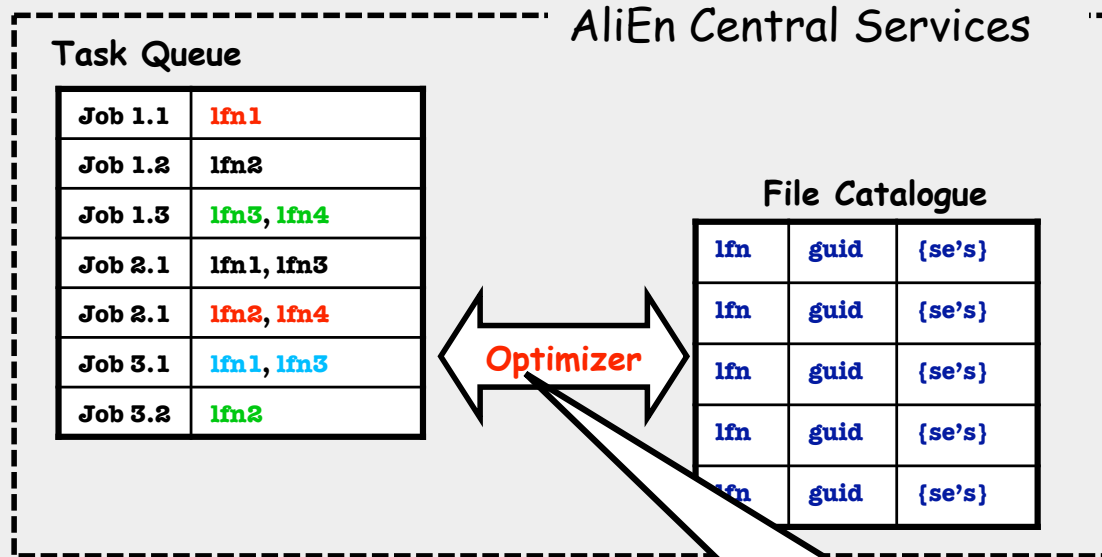 AliEn Central Services
Task Queue
Job 1.1 lfn1
Job 1.2 lfn2
Job 1.3 lfn3, lfn4
Job 2.1 lfn1, lfn3
Job 2.1 lfn2, lfn4
Job 3.1 lfn1, lfn3
Job 3.2 lfn2
Optimizer
File Catalogue
lfn guid {se's}
lfn guid {se's}
lfn guid {se's}
lfn guid {se's}
lfn guid {se's}